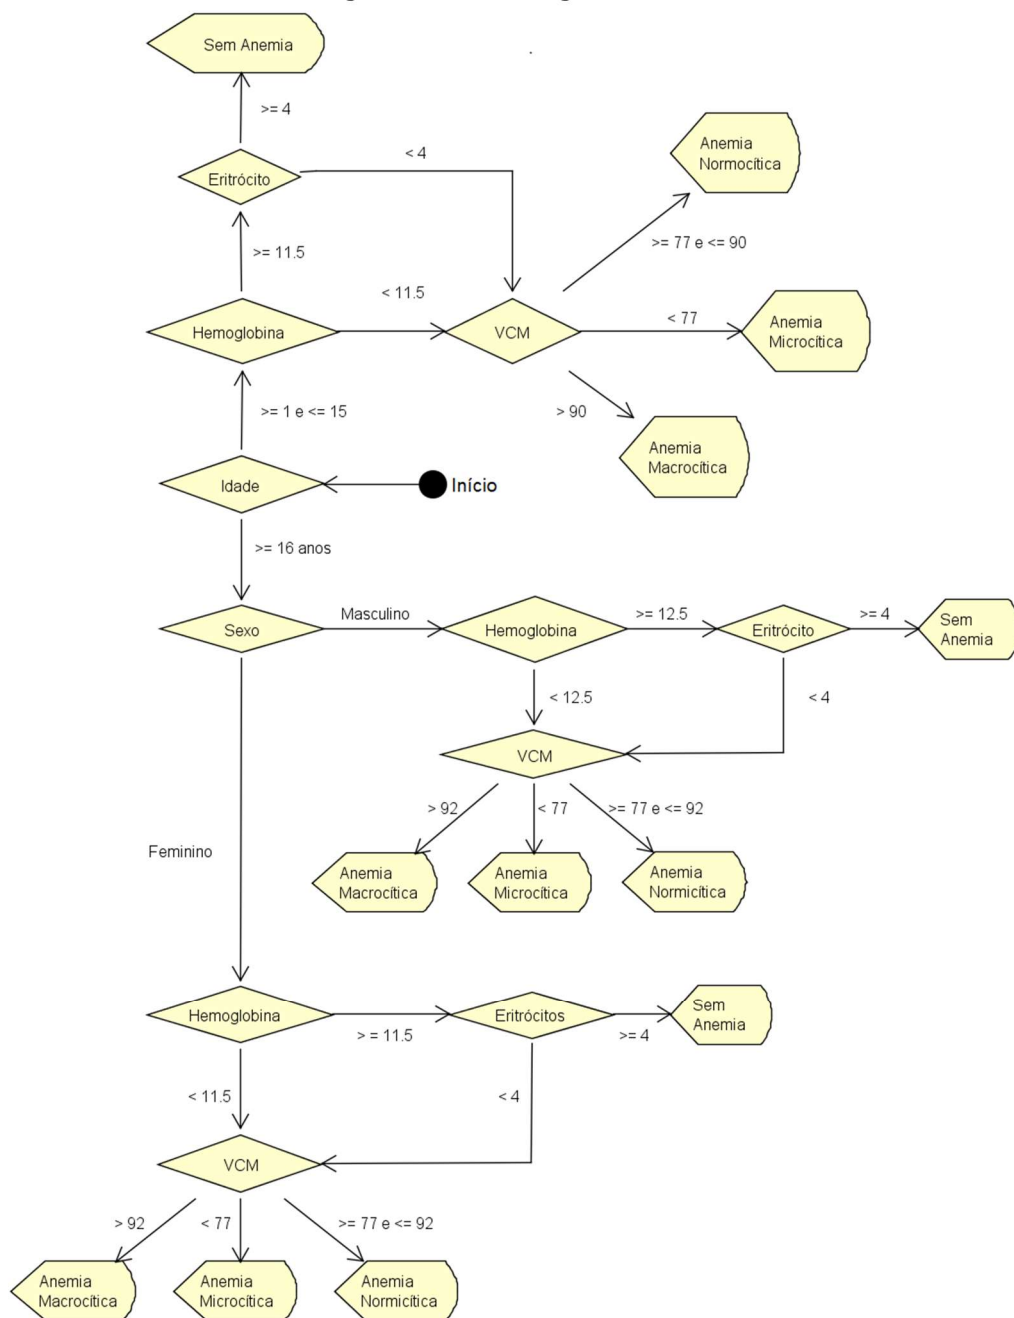 Sem Anemia
>= 4
Eritrócito
< 4
Anemia
Normocítica
>= 11.5
>= 77 e <= 90
Hemoglobina
< 11.5
VCM
< 77
Anemia
Microcítica
>= 1 e <= 15
> 90
Anemia
Macrocítica
Idade
Início
>= 16 anos
Sexo
Masculino
Hemoglobina
>= 12.5
Eritrócito
>= 4
Sem
Anemia
< 12.5
< 4
VCM
> 92
< 77
>= 77 e <= 92
Feminino
Anemia
Macrocítica
Anemia
Microcítica
Anemia
Normicítica
Hemoglobina
> = 11.5
Eritrócitos
>= 4
Sem
Anemia
< 11.5
< 4
VCM
> 92
< 77
>= 77 e <= 92
Anemia
Macrocítica
Anemia
Microcítica
Anemia
Normicítica